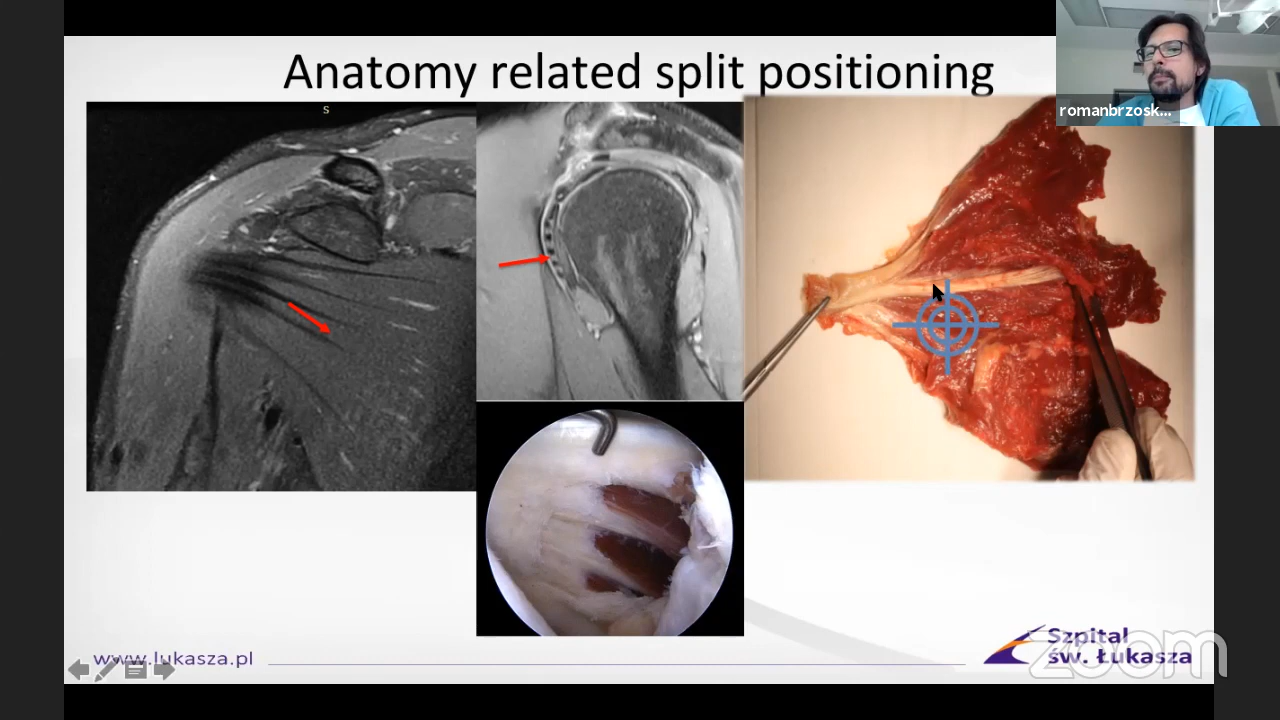 Anatomy related split positioning
S
romanbrzosk...
www.lukasza.pl
Szpital
św. Łukasza
zoom